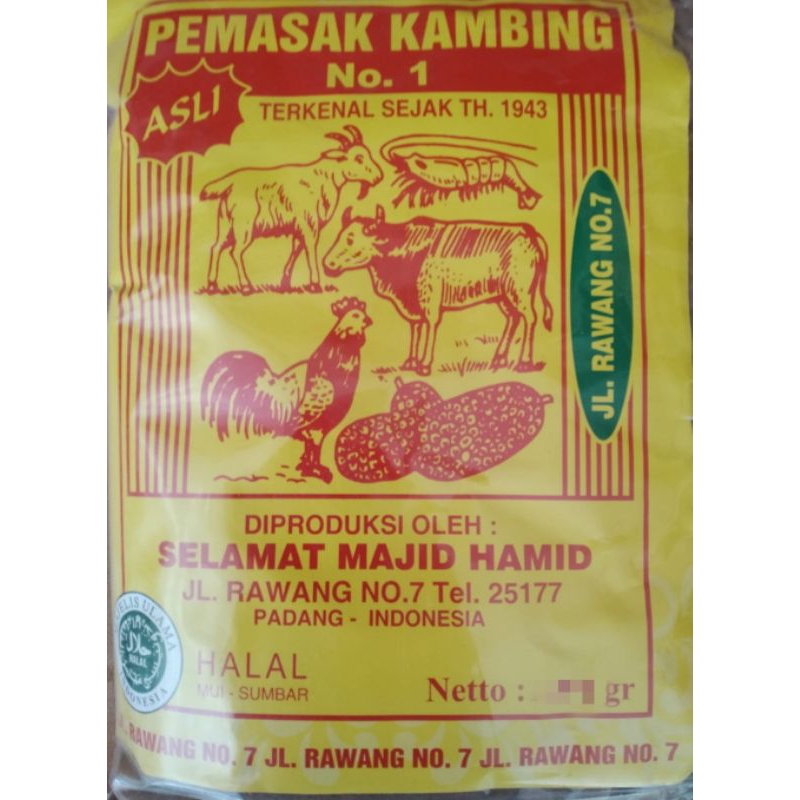 PEMASAK KAMBING
No. 1
ASLI
TERKENAL SEJAK TH. 1943
JL. RAWANG NO.7
DIPRODUKSI OLEH :
SELAMAT MAJID HAMID
JL. RAWANG NO.7 Tel. 25177
PADANG - INDONESIA
ULAMA
HALAL
HALAL
MUI - SUMBAR
Netto : gr
RAWANG NO. 7 JL. RAWANG NO. 7 JL. RAWANG NO. 7